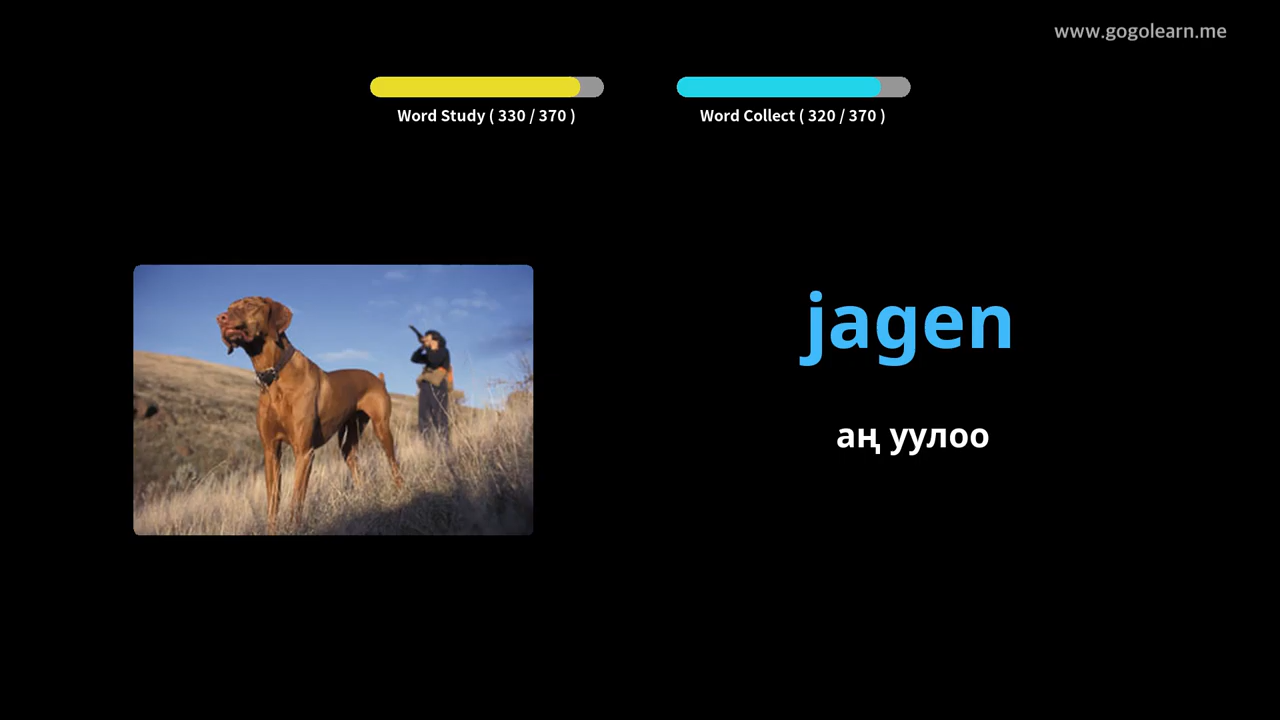 www.gogolearn.me
Word Study ( 330 / 370 )
Word Collect ( 320 / 370 )
jagen
аң уулоо